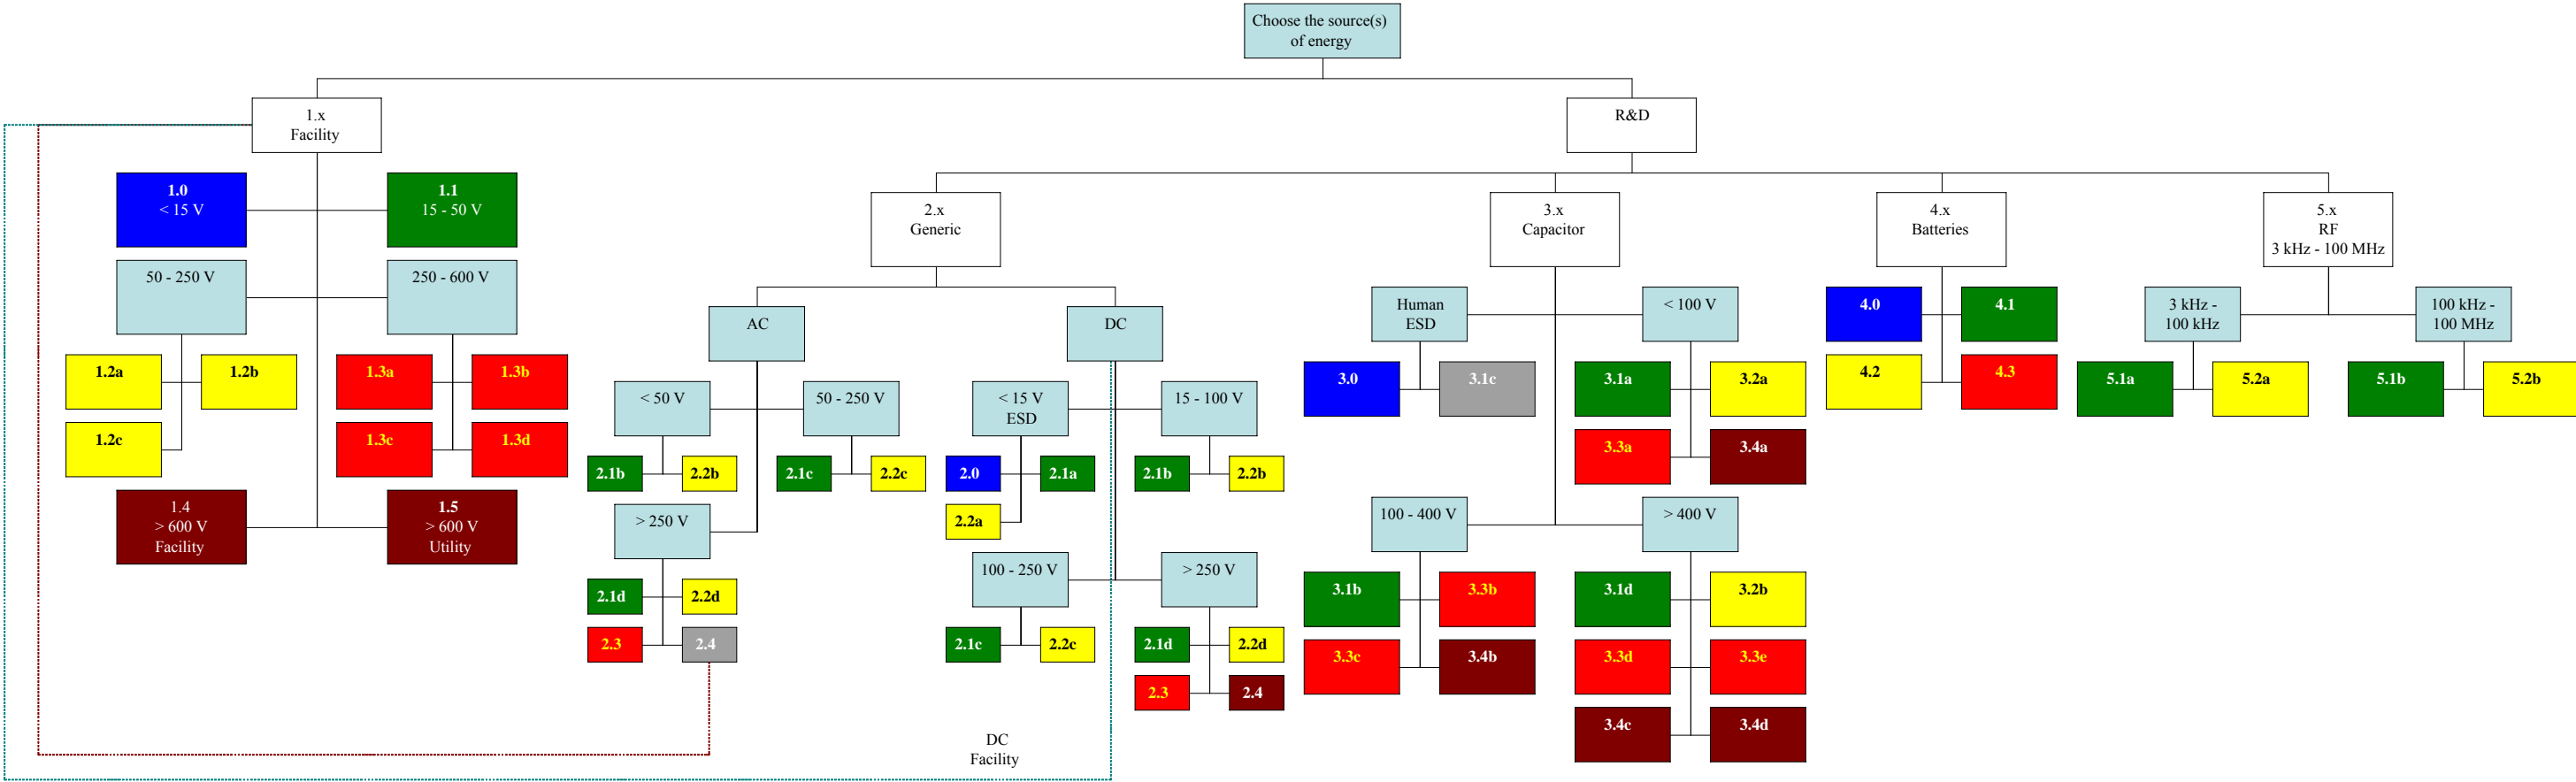 Choose the source(s)
of energy
1.x
Facility
R&D
1.0
< 15 V
1.1
15 - 50 V
50 - 250 V
250 - 600 V
1.2a
1.2b
1.3a
1.3b
1.2c
1.3c
1.3d
1.4
> 600 V
Facility
1.5
> 600 V
Utility
2.x
Generic
3.x
Capacitor
4.x
Batteries
5.x
RF
3 kHz - 100 MHz
AC
DC
< 50 V
50 - 250 V
2.1b
2.2b
2.1c
2.2c
> 250 V
2.1d
2.2d
2.3
2.4
< 15 V
ESD
15 - 100 V
2.0
2.1a
2.1b
2.2b
2.2a
100 - 250 V
> 250 V
2.1c
2.2c
2.1d
2.2d
2.3
2.4
DC
Facility
Human
ESD
< 100 V
3.0
3.1c
3.1a
3.2a
3.3a
3.4a
100 - 400 V
> 400 V
3.1b
3.3b
3.1d
3.2b
3.3c
3.4b
3.3d
3.3e
3.4c
3.4d
4.0
4.1
4.2
4.3
3 kHz -
100 kHz
100 kHz -
100 MHz
5.1a
5.2a
5.1b
5.2b